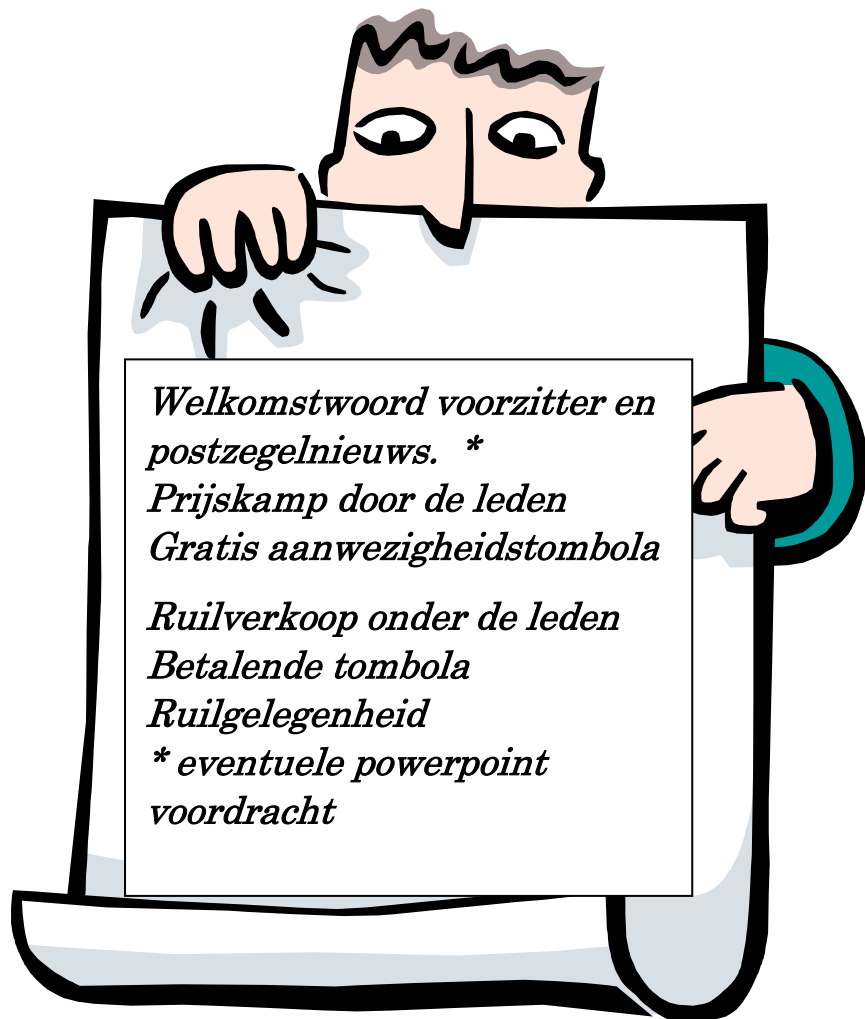 Welkomstwoord voorzitter en
postzegelnieuws. *
Prijskamp door de leden
Gratis aanwezigheidstombola
Ruilverkoop onder de leden
Betalende tombola
Ruilgelegenheid
* eventuele powerpoint
voordracht